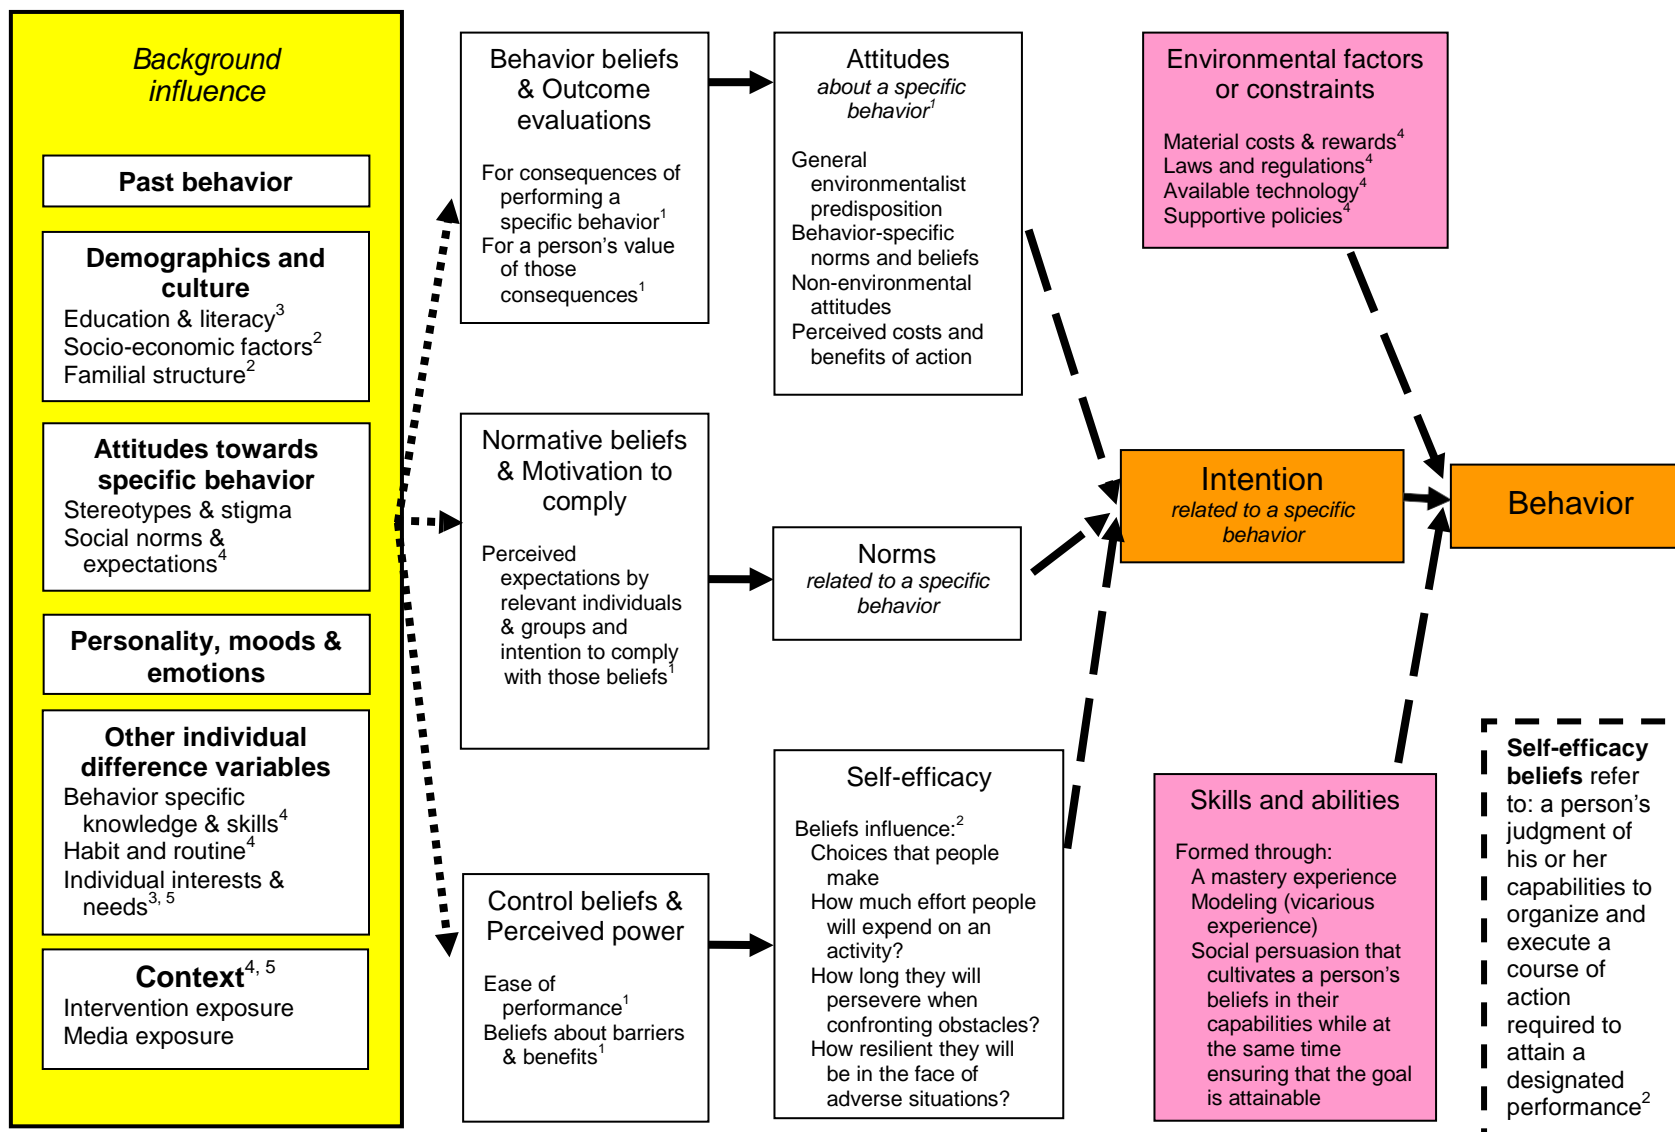 Background
influence
Past behavior
Demographics and
culture
Education & literacy3
Socio-economic factors2
Familial structure2
Attitudes towards
specific behavior
Stereotypes & stigma
Social norms &
expectations4
Personality, moods &
emotions
Other individual
difference variables
Behavior specific
knowledge & skills4
Habit and routine4
Individual interests &
needs3, 5
Context4, 5
Intervention exposure
Media exposure
Behavior beliefs
& Outcome
evaluations
For consequences of
performing a
specific behavior1
For a person’s value
of those
consequences1
Normative beliefs
& Motivation to
comply
Perceived
expectations by
relevant individuals
& groups and
intention to comply
with those beliefs1
Control beliefs &
Perceived power
Ease of
performance1
Beliefs about barriers
& benefits1
Attitudes
about a specific
behavior1
General
environmentalist
predisposition
Behavior-specific
norms and beliefs
Non-environmental
attitudes
Perceived costs and
benefits of action
Norms
related to a specific
behavior
Self-efficacy
Beliefs influence:2
Choices that people
make
How much effort people
will expend on an
activity?
How long they will
persevere when
confronting obstacles?
How resilient they will
be in the face of
adverse situations?
Environmental factors
or constraints
Material costs & rewards4
Laws and regulations4
Available technology4
Supportive policies4
Intention
related to a specific
behavior
Behavior
Skills and abilities
Formed through:
A mastery experience
Modeling (vicarious
experience)
Social persuasion that
cultivates a person’s
beliefs in their
capabilities while at
the same time
ensuring that the goal
is attainable
Self-efficacy
beliefs refer
to: a person’s
judgment of
his or her
capabilities to
organize and
execute a
course of
action
required to
attain a
designated
performance2